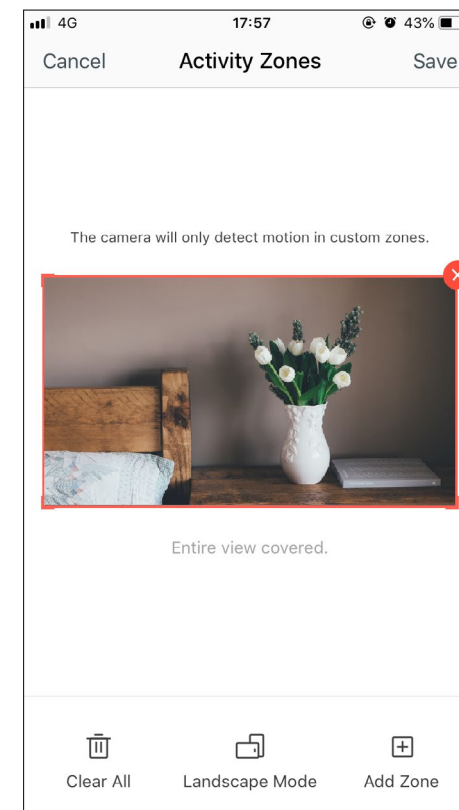 4G 17:57 43%
Cancel Activity Zones Save
The camera will only detect motion in custom zones.
Entire view covered.
Clear All Landscape Mode Add Zone